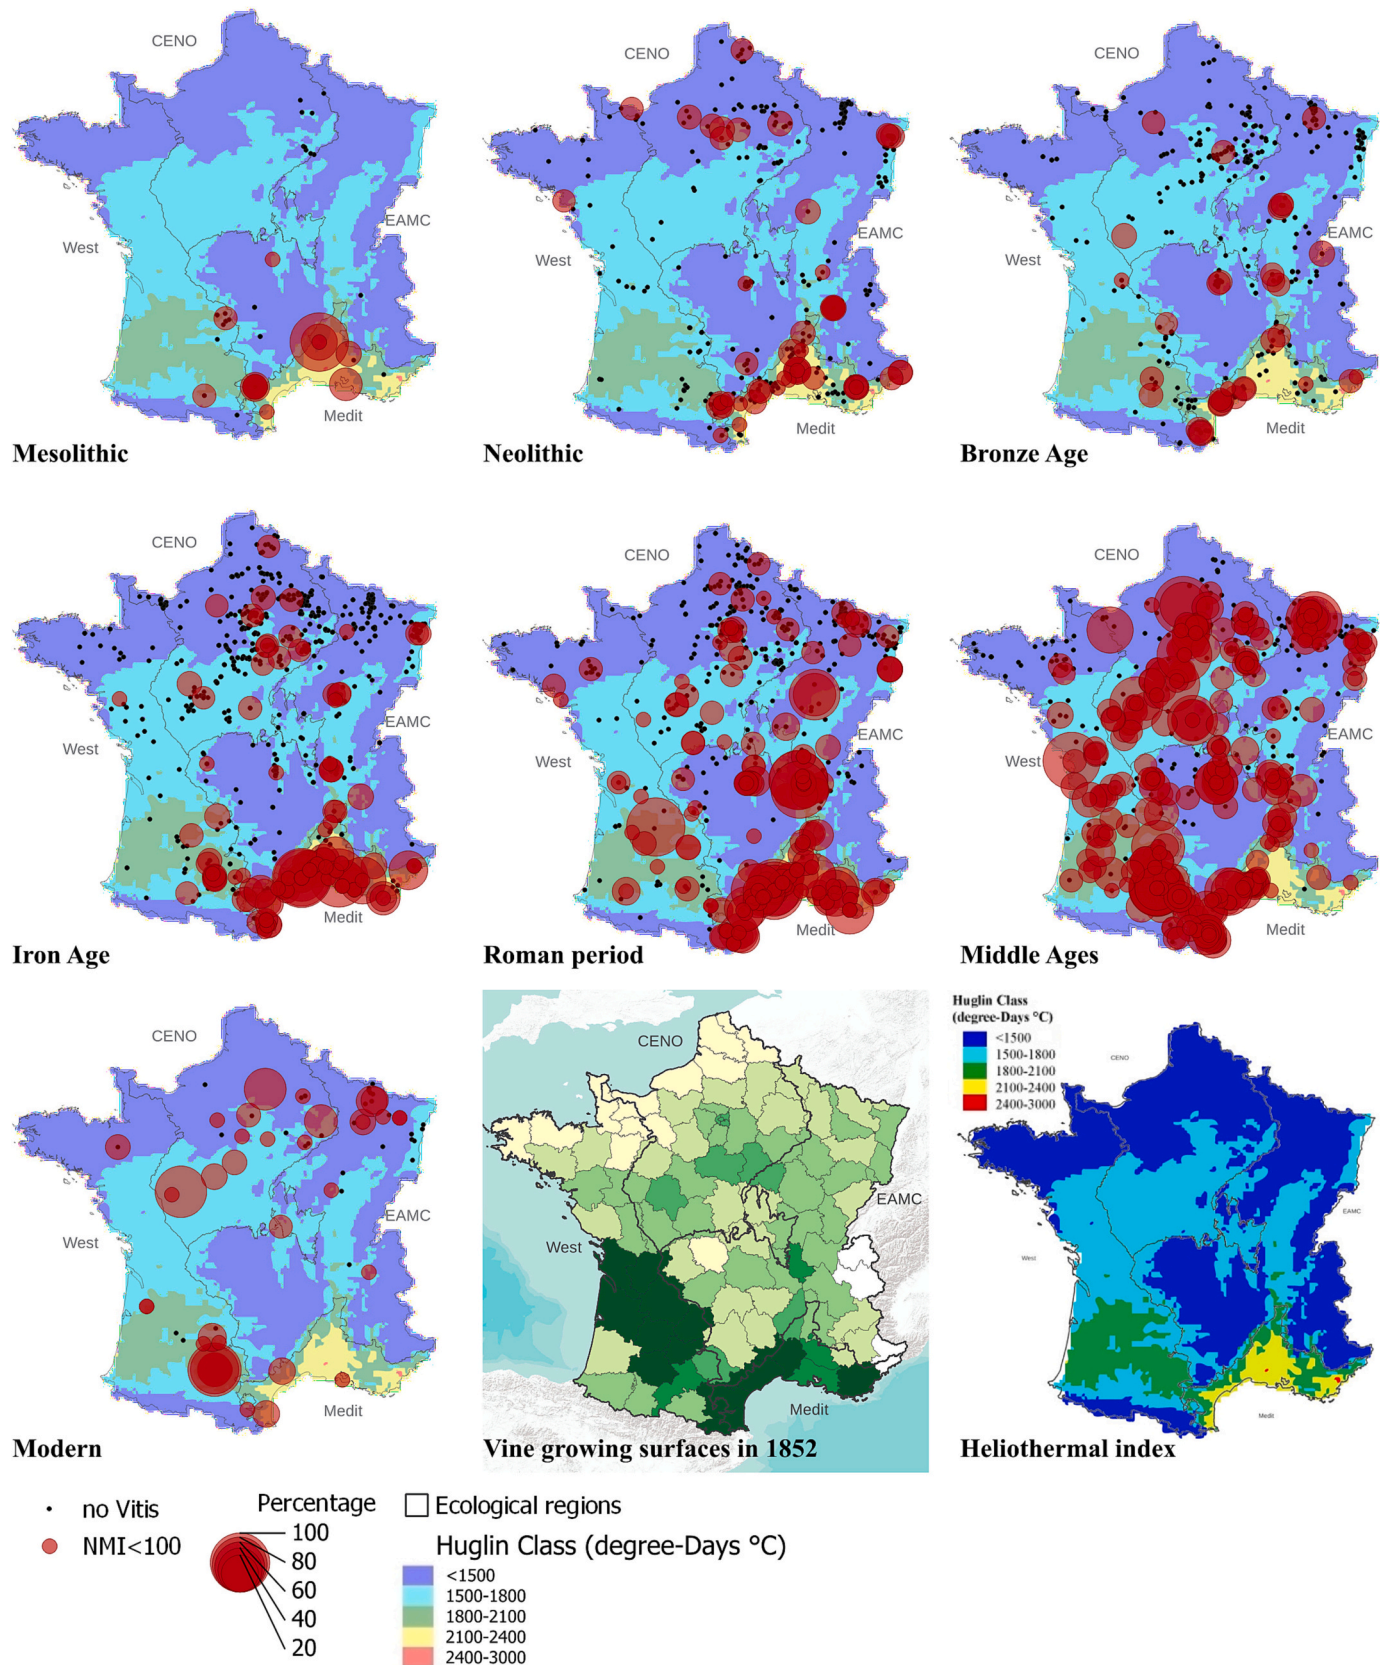 CENO
West
EAMC
Medit
Mesolithic
CENO
West
EAMC
Medit
Neolithic
CENO
West
EAMC
Medit
Bronze Age
CENO
West
EAMC
Medit
Iron Age
CENO
West
EAMC
Medit
Roman period
CENO
West
EAMC
Medit
Middle Ages
CENO
West
EAMC
Medit
Modern
CENO
West
EAMC
Medit
Vine growing surfaces in 1852
Huglin Class
(degree-Days °C)
<1500
1500-1800
1800-2100
2100-2400
2400-3000
CENO
West
EAMC
Medit
Heliothermal index
no Vitis
NMI<100
Percentage
100
80
60
40
20
Ecological regions
Huglin Class (degree-Days °C)
<1500
1500-1800
1800-2100
2100-2400
2400-3000